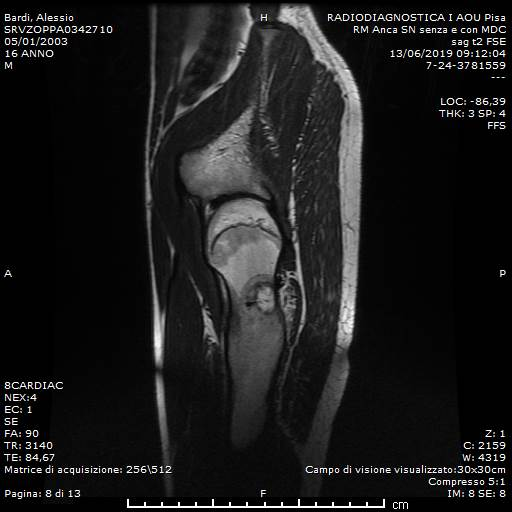 Bardi, Alessio
SRVZOPPA0342710
05/01/2003
16 ANNO
M
H
RADIODIAGNOSTICA I AOU Pisa
RM Anca SN senza e con MDC
sag t2 FSE
13/06/2019 09:12:04
7-24-3781559
---
LOC: -86,39
THK: 3 SP: 4
FFS
A
P
8CARDIAC
NEX:4
EC: 1
SE
FA: 90
TR: 3140
TE: 84,67
Matrice di acquisizione: 256\512
Pagina: 8 di 13
F
Z: 1
C: 2159
W: 4319
Campo di visione visualizzato:30x30cm
Compresso 5:1
IM: 8 SE: 8
cm